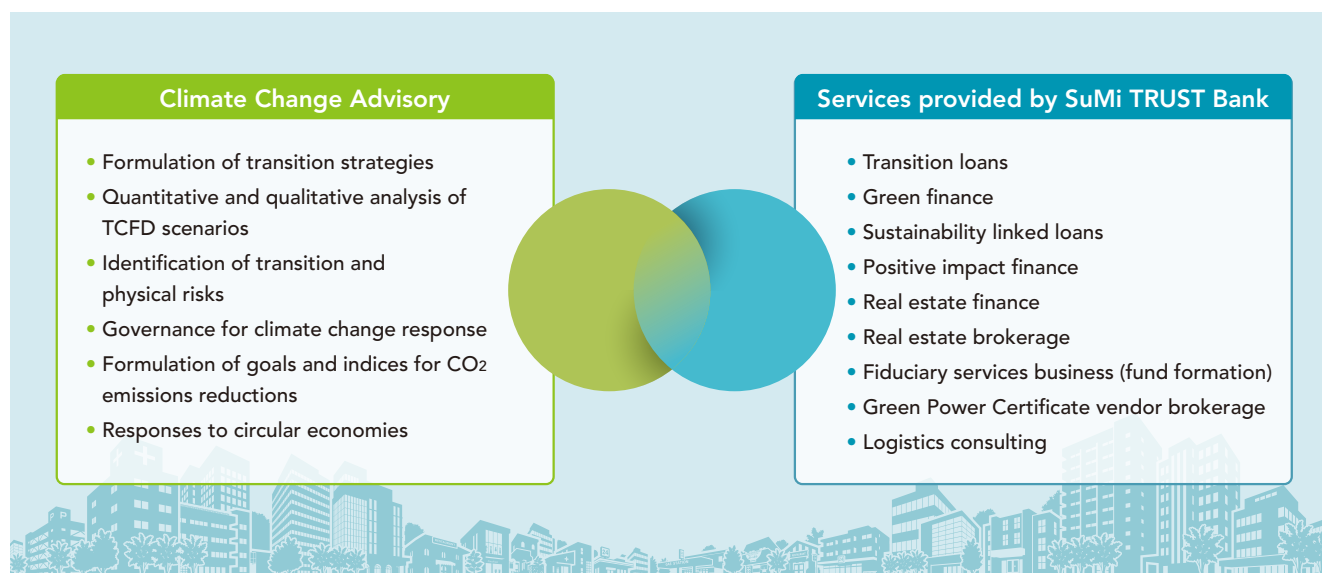 Climate Change Advisory
• Formulation of transition strategies
• Quantitative and qualitative analysis of
TCFD scenarios
• Identification of transition and
physical risks
• Governance for climate change response
• Formulation of goals and indices for CO2
emissions reductions
• Responses to circular economies
Services provided by SuMi TRUST Bank
• Transition loans
• Green finance
• Sustainability linked loans
• Positive impact finance
• Real estate finance
• Real estate brokerage
• Fiduciary services business (fund formation)
• Green Power Certificate vendor brokerage
• Logistics consulting